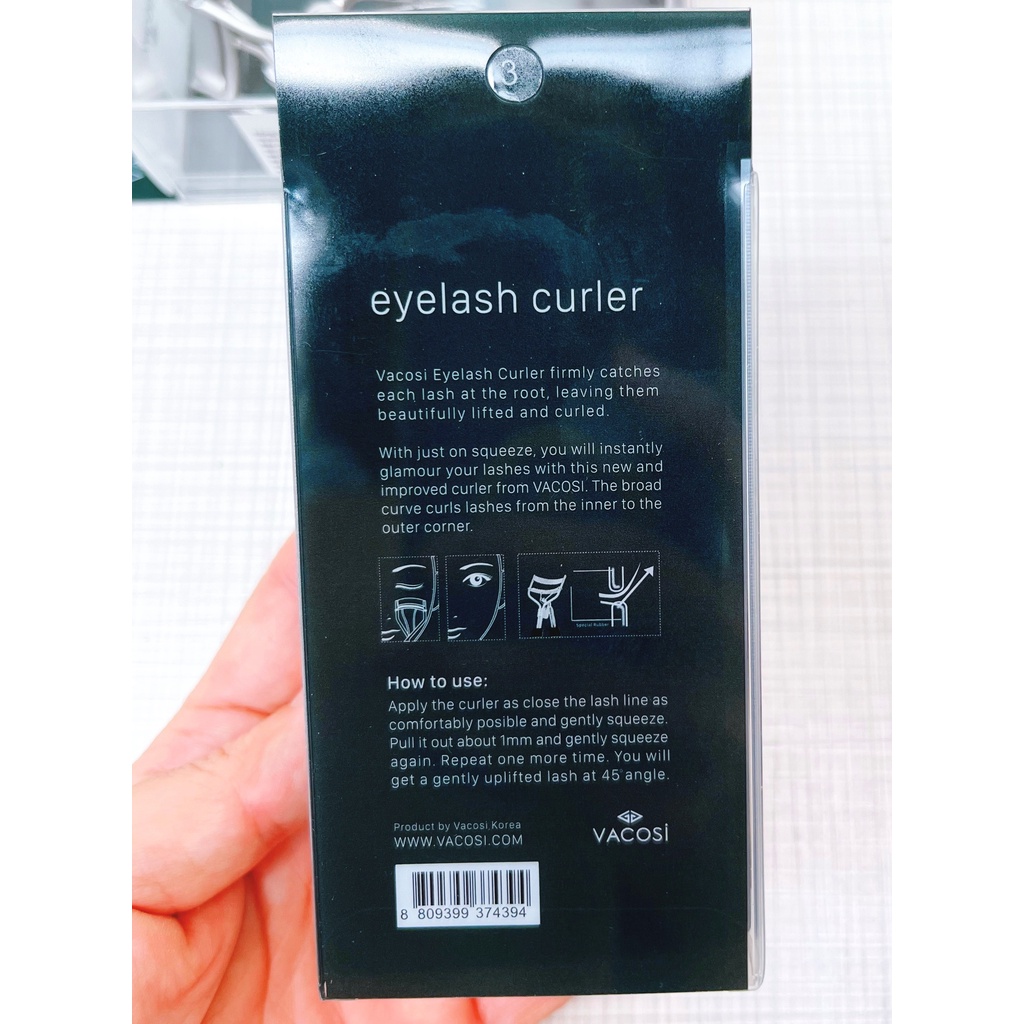 3
eyelash curler
Vacosi Eyelash Curler firmly catches
each lash at the root, leaving them
beautifully lifted and curled.
With just on squeeze, you will instantly
glamour your lashes with this new and
improved curler from VACOSI. The broad
curve curls lashes from the inner to the
outer corner.
Special Rubber
How to use:
Apply the curler as close the lash line as
comfortably posible and gently squeeze.
Pull it out about 1mm and gently squeeze
again. Repeat one more time. You will
get a gently uplifted lash at 45°angle.
Product by Vacosi Korea
WWW.VACOSI.COM
VACOSi
8 809399 374394